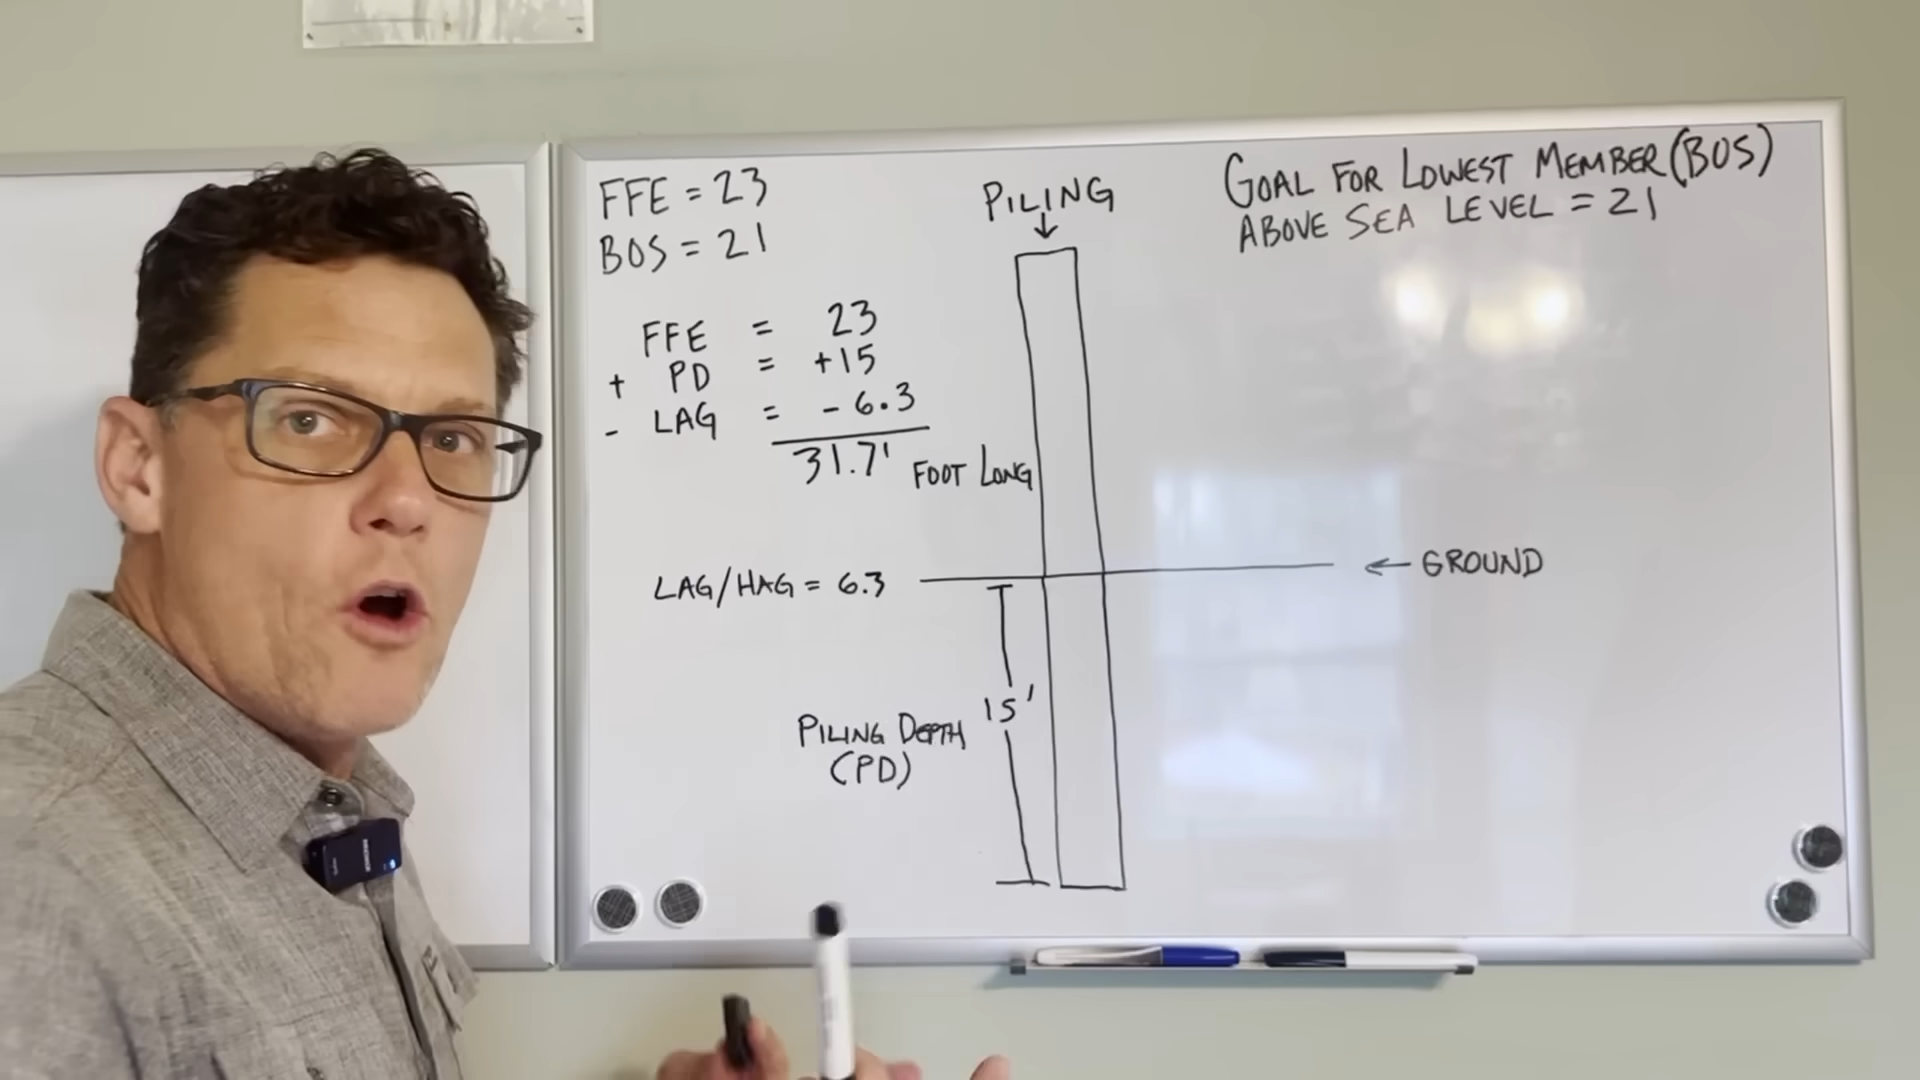 FFE = 23
BOS = 21
FFE = 23
+ PD = +15
- LAG = - 6.3
31.7' FOOT LONG
PILING
GOAL FOR LOWEST MEMBER (BOS)
ABOVE SEA LEVEL = 21
LAG/HAG = 6.3
← GROUND
15'
PILING DEPTH
(PD)